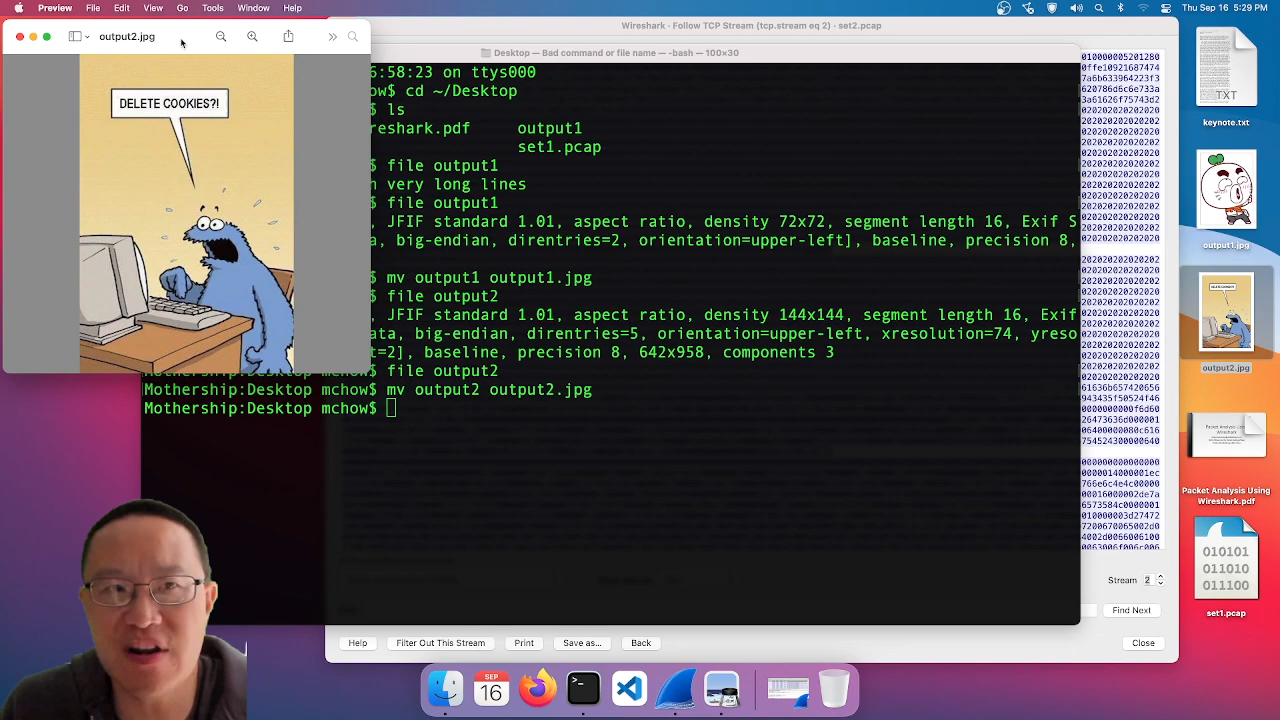 Preview File Edit View Go Tools Window Help
Thu Sep 16 5:29 PM
output2.jpg
DELETE COOKIES?!
Wireshark · Follow TCP Stream (tcp.stream eq 2) · set2.pcap
Desktop — Bad command or file name — -bash — 100×30
6:58:23 on ttys000
ow$ cd ~/Desktop
$ ls
reshark.pdf output1
set1.pcap
$ file output1
n very long lines
$ file output1
, JFIF standard 1.01, aspect ratio, density 72x72, segment length 16, Exif S
a, big-endian, direntries=2, orientation=upper-left], baseline, precision 8,
$ mv output1 output1.jpg
$ file output2
, JFIF standard 1.01, aspect ratio, density 144x144, segment length 16, Exif
ata, big-endian, direntries=5, orientation=upper-left, xresolution=74, yreso
t=2], baseline, precision 8, 642x958, components 3
Mothership:Desktop mchow$ file output2
Mothership:Desktop mchow$ mv output2 output2.jpg
Mothership:Desktop mchow$
Stream 2
Find Next
Help Filter Out This Stream Print Save as... Back Close
TXT
keynote.txt
output1.jpg
output2.jpg
Packet Analysis Using
Wireshark.pdf
010101
011010
011100
set1.pcap
SEP
16